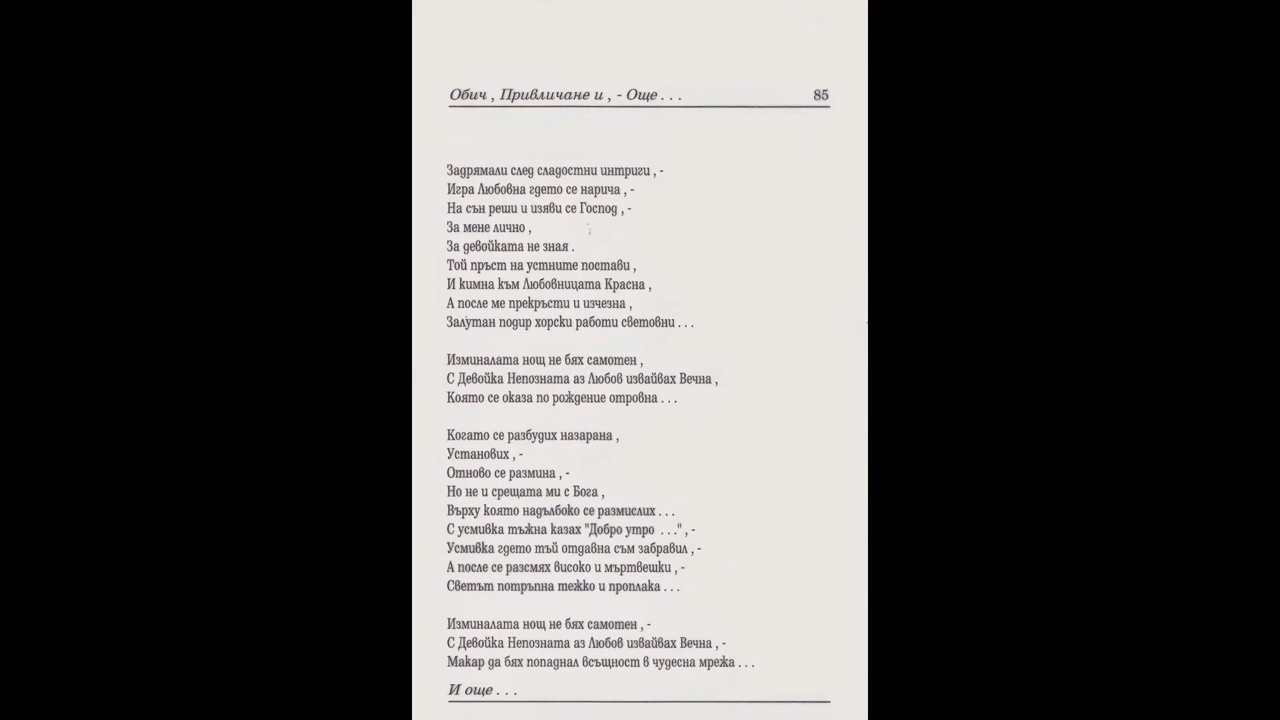 Обич , Привличане и , - Още . . . 85
Задрямали след сладостни интриги , -
Игра Любовна гдето се нарича , -
На сън реши и изяви се Господ , -
За мене лично ,
За девойката не зная .
Той пръст на устните постави ,
И кимна към Любовницата Красна ,
А после ме прекръсти и изчезна ,
Залутан подир хорски работи световни . . .
Изминалата нощ не бях самотен ,
С Девойка Непозната аз Любов извайвах Вечна ,
Която се оказа по рождение отровна . . .
Когато се разбудих назарана ,
Установих , -
Отново се размина , -
Но не и срещата ми с Бога ,
Върху която надълбоко се размислих . . .
С усмивка тъжна казах "Добро утро . . ." , -
Усмивка гдето тъй отдавна съм забравил , -
А после се разсмях високо и мъртвешки , -
Светът потръпна тежко и проплака . . .
Изминалата нощ не бях самотен , -
С Девойка Непозната аз Любов извайвах Вечна , -
Макар да бях попаднал всъщност в чудесна мрежа . . .
И още . . .